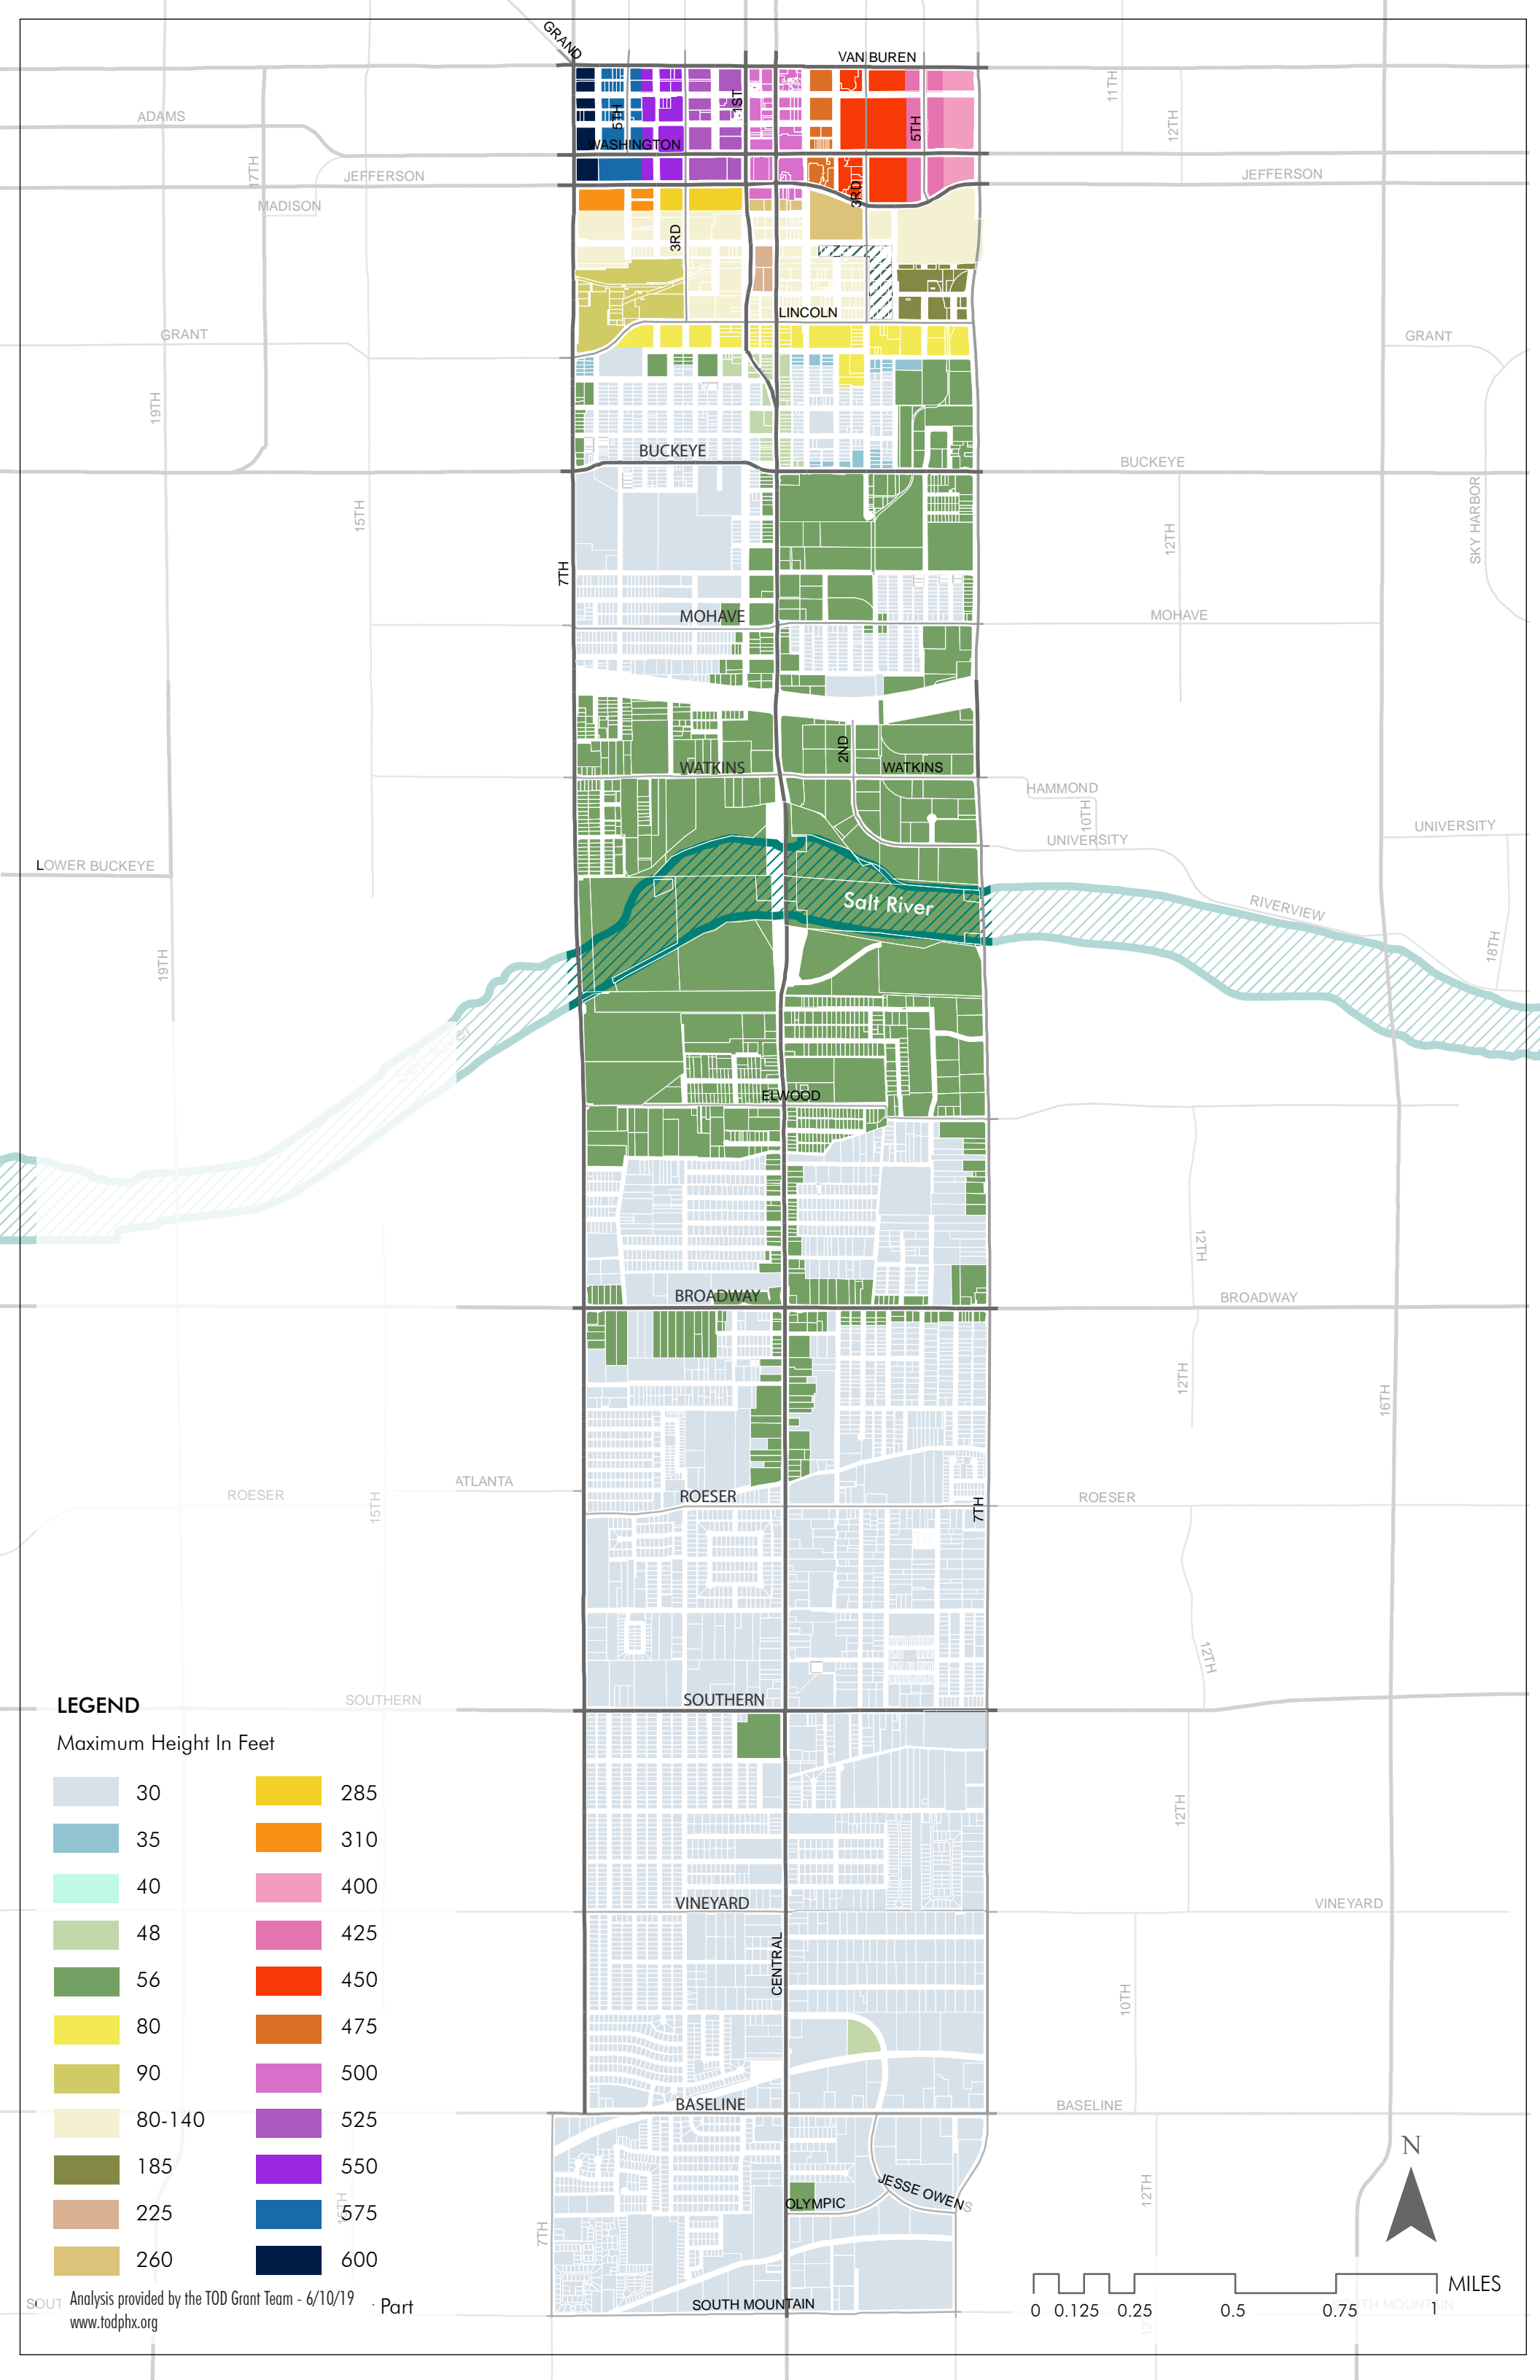 GRAND
VAN BUREN
11TH
12TH
ADAMS
5TH
1ST
5TH
WASHINGTON
17TH
JEFFERSON
JEFFERSON
MADISON
3RD
3RD
LINCOLN
GRANT
GRANT
19TH
BUCKEYE
BUCKEYE
15TH
12TH
SKY HARBOR
7TH
MOHAVE
MOHAVE
2ND
WATKINS
WATKINS
HAMMOND
10TH
UNIVERSITY
UNIVERSITY
LOWER BUCKEYE
Salt River
RIVERVIEW
18TH
19TH
ELWOOD
12TH
BROADWAY
BROADWAY
12TH
16TH
ATLANTA
ROESER
ROESER
ROESER
15TH
7TH
12TH
SOUTHERN
SOUTHERN
12TH
VINEYARD
VINEYARD
CENTRAL
10TH
BASELINE
BASELINE
JESSE OWENS
OLYMPIC
12TH
7TH
SOUTH MOUNTAIN
SOUTH MOUNTAIN
LEGEND
Maximum Height In Feet
30 285
35 310
40 400
48 425
56 450
80 475
90 500
80-140 525
185 550
225 575
260 600
Analysis provided by the TOD Grant Team - 6/10/19
www.todphx.org
SOUT
Part
N
MILES
0 0.125 0.25 0.5 0.75 1